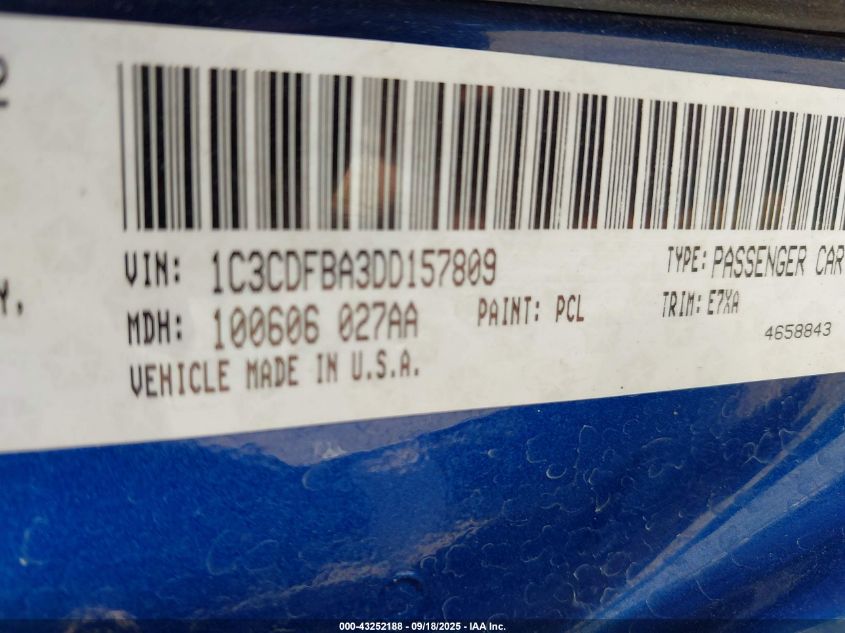 VIN: 1C3CDFBA3DD157809
TYPE: PASSENGER CAR
MDH: 100606 027AA
PAINT: PCL
TRIM: E7XA
4658843
VEHICLE MADE IN U.S.A.
Y,
000-43252188 | 09/18/2025 | IAA Inc.